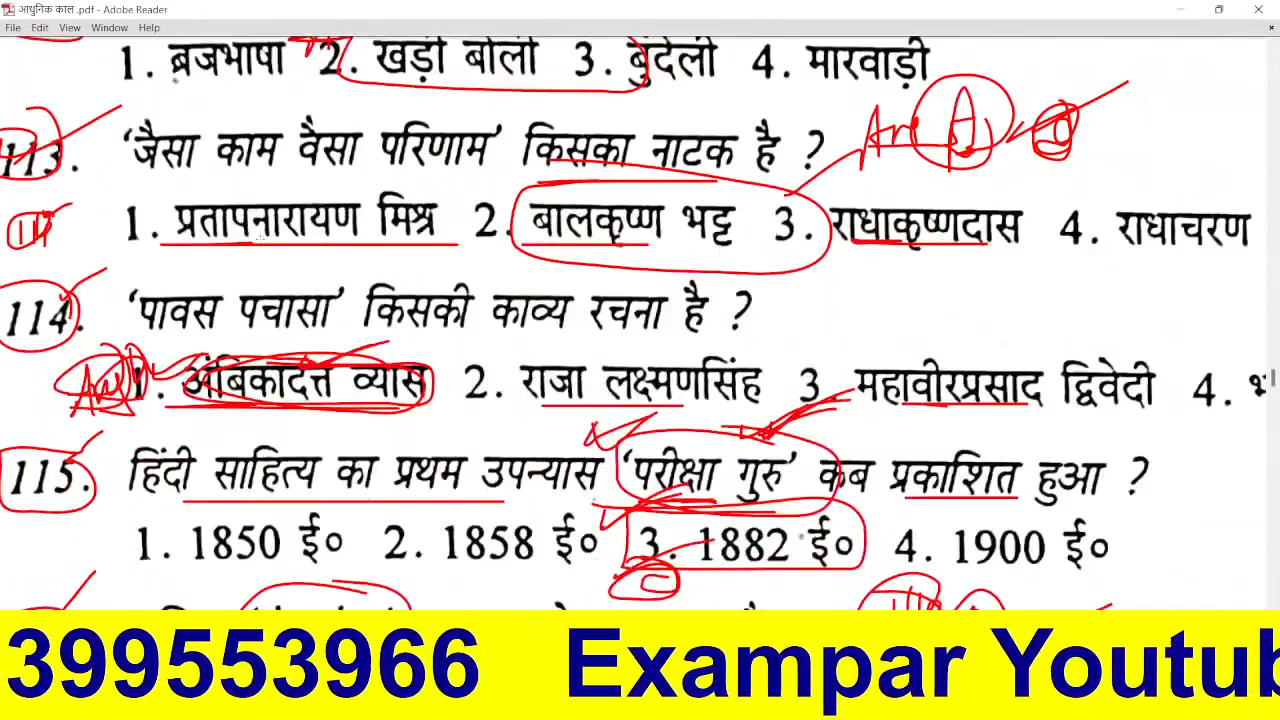 आधुनिक काल .pdf - Adobe Reader
File Edit View Window Help
1. ब्रजभाषा 2. खड़ी बोली 3. बुंदेली 4. मारवाड़ी
113. 'जैसा काम वैसा परिणाम' किसका नाटक है ?
1. प्रतापनारायण मिश्र 2. बालकृष्ण भट्ट 3. राधाकृष्णदास 4. राधाचरण
114. 'पावस पचासा' किसकी काव्य रचना है ?
1. अंबिकादत्त व्यास 2. राजा लक्ष्मणसिंह 3. महावीरप्रसाद द्विवेदी 4.
115. हिंदी साहित्य का प्रथम उपन्यास 'परीक्षा गुरु' कब प्रकाशित हुआ ?
1. 1850 ई० 2. 1858 ई० 3. 1882 ई० 4. 1900 ई०
399553966 Exampar Youtub